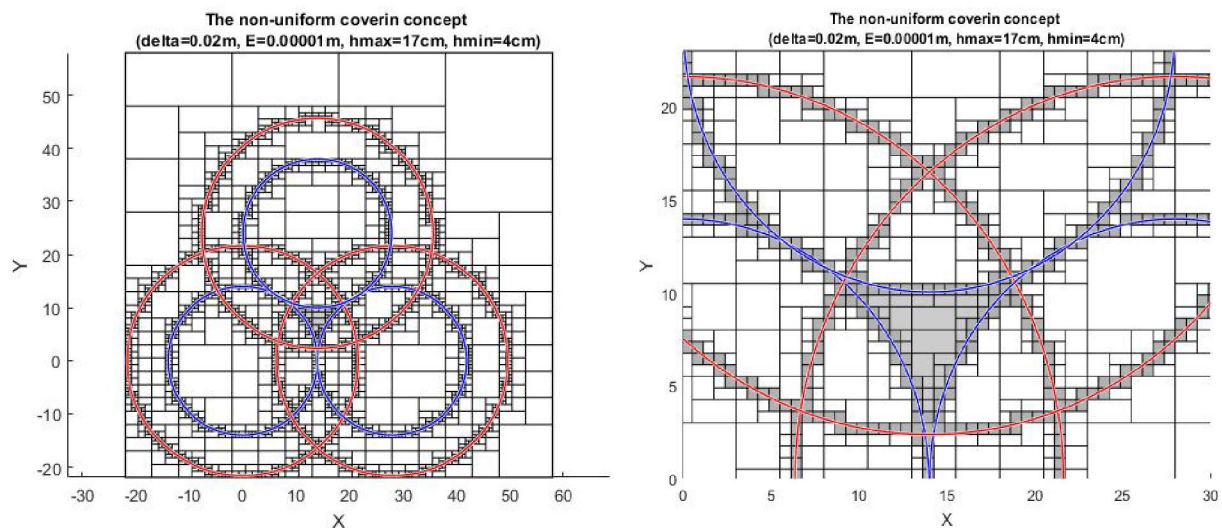 The non-uniform coverin concept
(delta=0.02m, E=0.00001m, hmax=17cm, hmin=4cm)
50
40
30
20
10
0
-10
-20
Y
-30 -20 -10 0 10 20 30 40 50 60
X
The non-uniform coverin concept
(delta=0.02m, E=0.00001m, hmax=17cm, hmin=4cm)
20
15
10
5
0
Y
0 5 10 15 20 25 30
X